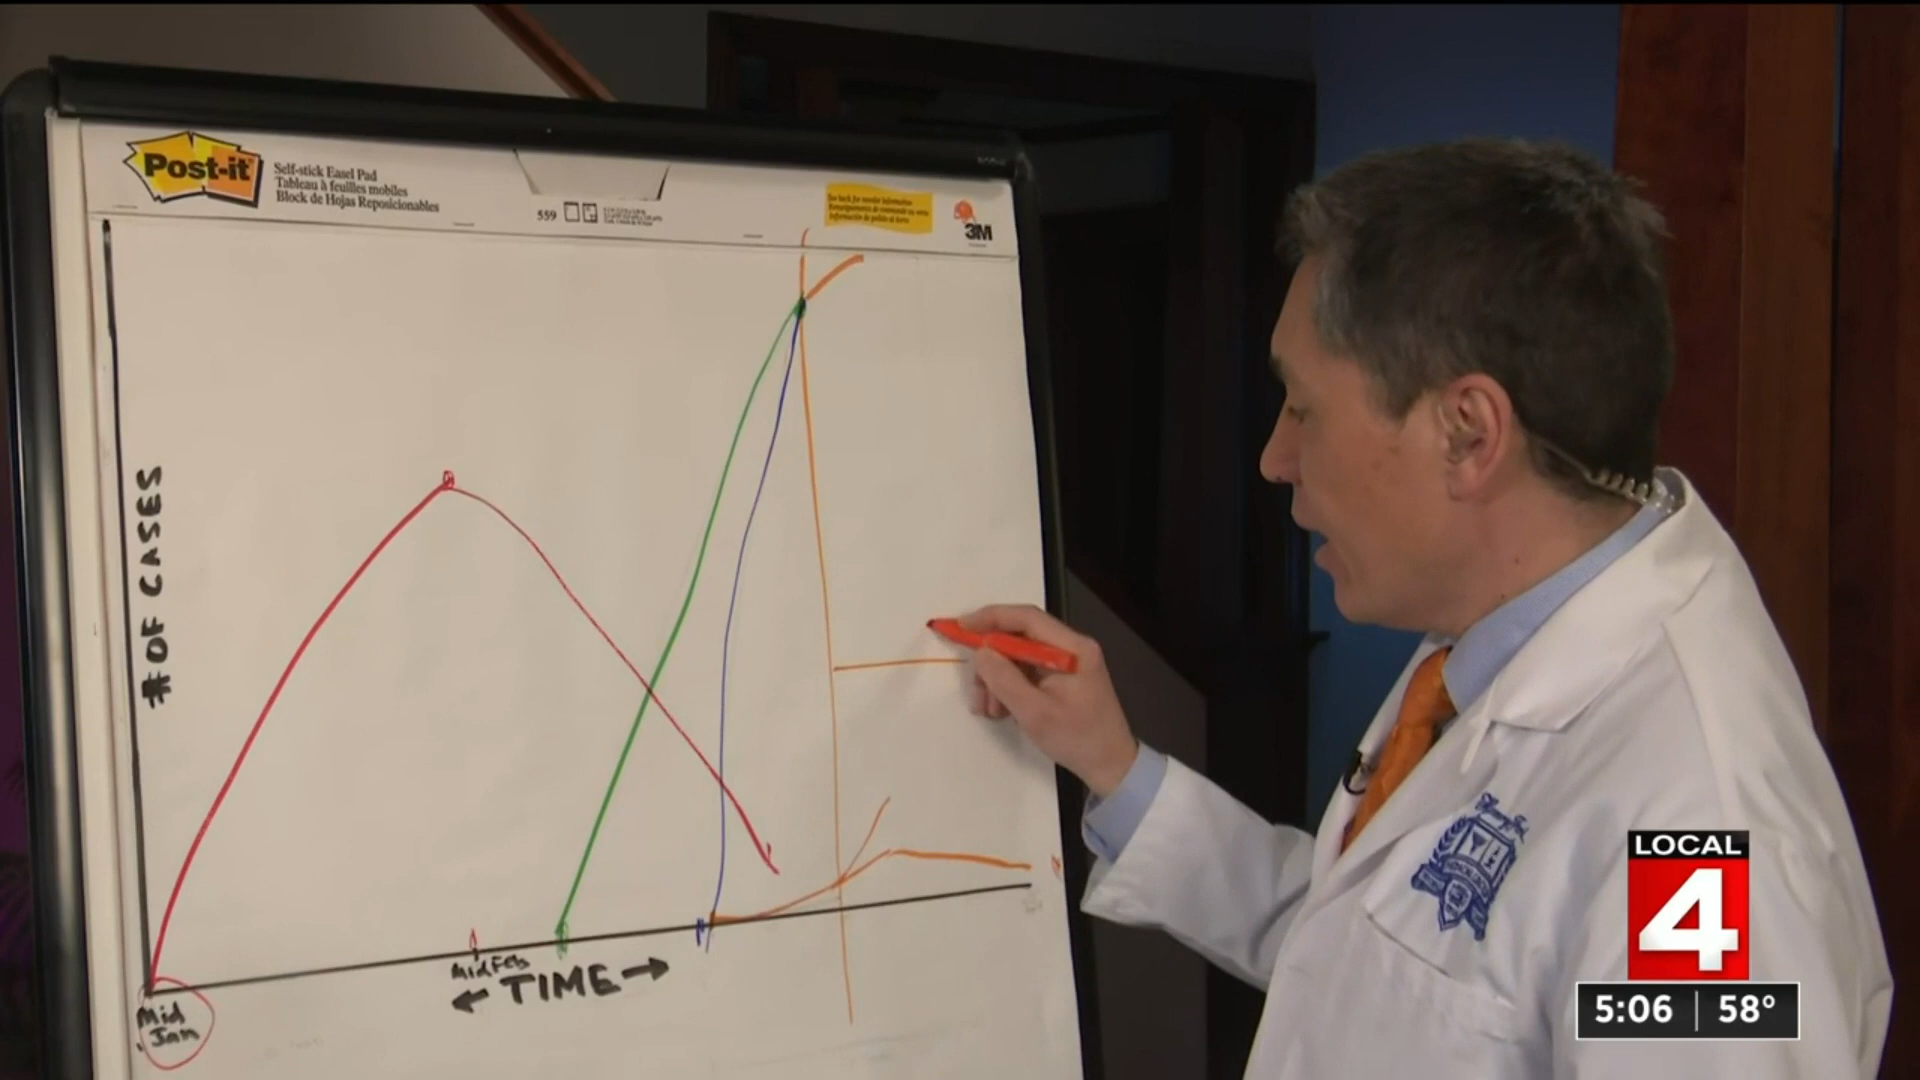 Post-it
Self-stick Easel Pad
Tableau à feuilles mobiles
Block de Hojas Reposicionables
559
3M
# OF CASES
Mid Feb
← TIME →
Mid
Jan
LOCAL
4
5:06 | 58°